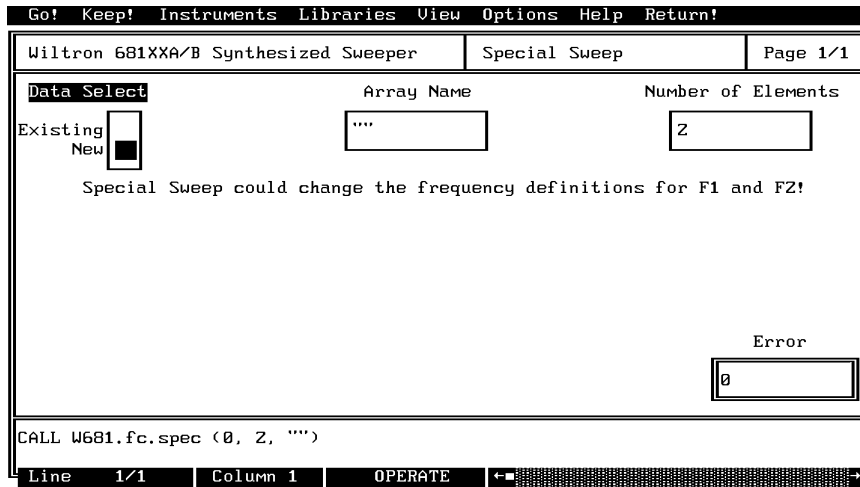 Go! Keep! Instruments Libraries View Options Help Return!
Wiltron 681XXA/B Synthesized Sweeper Special Sweep Page 1/1
Data Select Array Name Number of Elements
Existing "" 2
New
Special Sweep could change the frequency definitions for F1 and F2!
Error
0
CALL W681.fc.spec (0, 2, "")
Line 1/1 Column 1 OPERATE